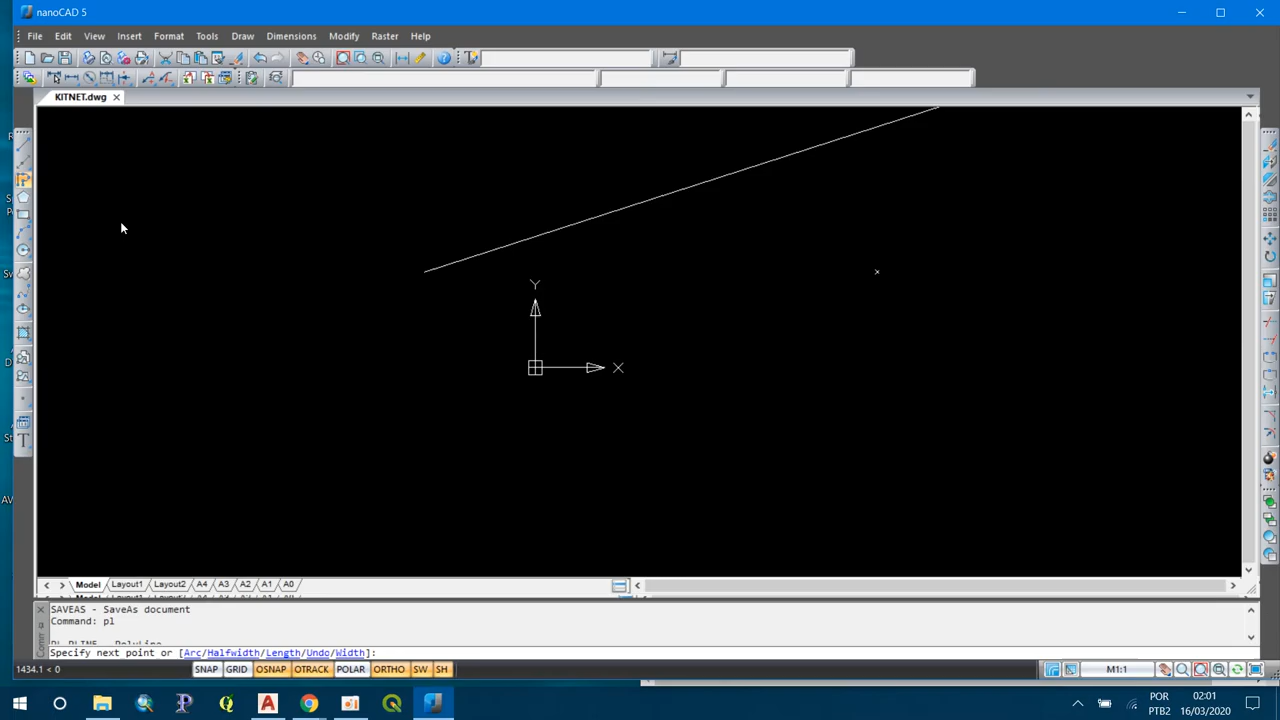 nanoCAD 5
File Edit View Insert Format Tools Draw Dimensions Modify Raster Help
KITNET.dwg
Y
X
Model Layout1 Layout2 A4 A3 A2 A1 A0
SAVEAS - SaveAs document
Command: pl
PL PLINE - PolyLine
Specify next point or [Arc/Halfwidth/Length/Undo/Width]:
1434.1 < 0 SNAP GRID OSNAP OTRACK POLAR ORTHO SW SH M1:1
POR 02:01
PTB2 16/03/2020